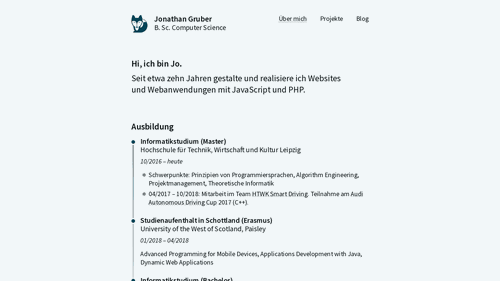 Jonathan Gruber
B. Sc. Computer Science
Über mich Projekte Blog
Hi, ich bin Jo.
Seit etwa zehn Jahren gestalte und realisiere ich Websites
und Webanwendungen mit JavaScript und PHP.
Ausbildung
Informatikstudium (Master)
Hochschule für Technik, Wirtschaft und Kultur Leipzig
10/2016 – heute
Schwerpunkte: Prinzipien von Programmiersprachen, Algorithm Engineering,
Projektmanagement, Theoretische Informatik
04/2017 – 10/2018: Mitarbeit im Team HTWK Smart Driving. Teilnahme am Audi
Autonomous Driving Cup 2017 (C++).
Studienaufenthalt in Schottland (Erasmus)
University of the West of Scotland, Paisley
01/2018 – 04/2018
Advanced Programming for Mobile Devices, Applications Development with Java,
Dynamic Web Applications
Informatikstudium (Bachelor)